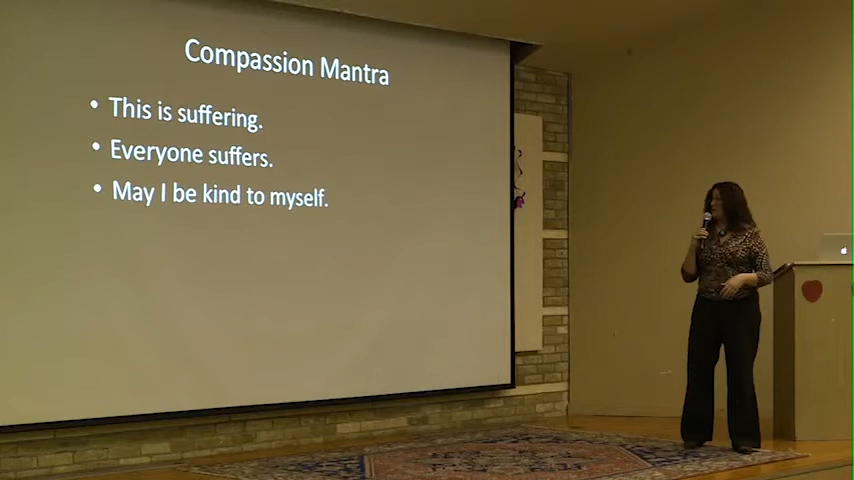 Compassion Mantra
• This is suffering.
• Everyone suffers.
• May I be kind to myself.